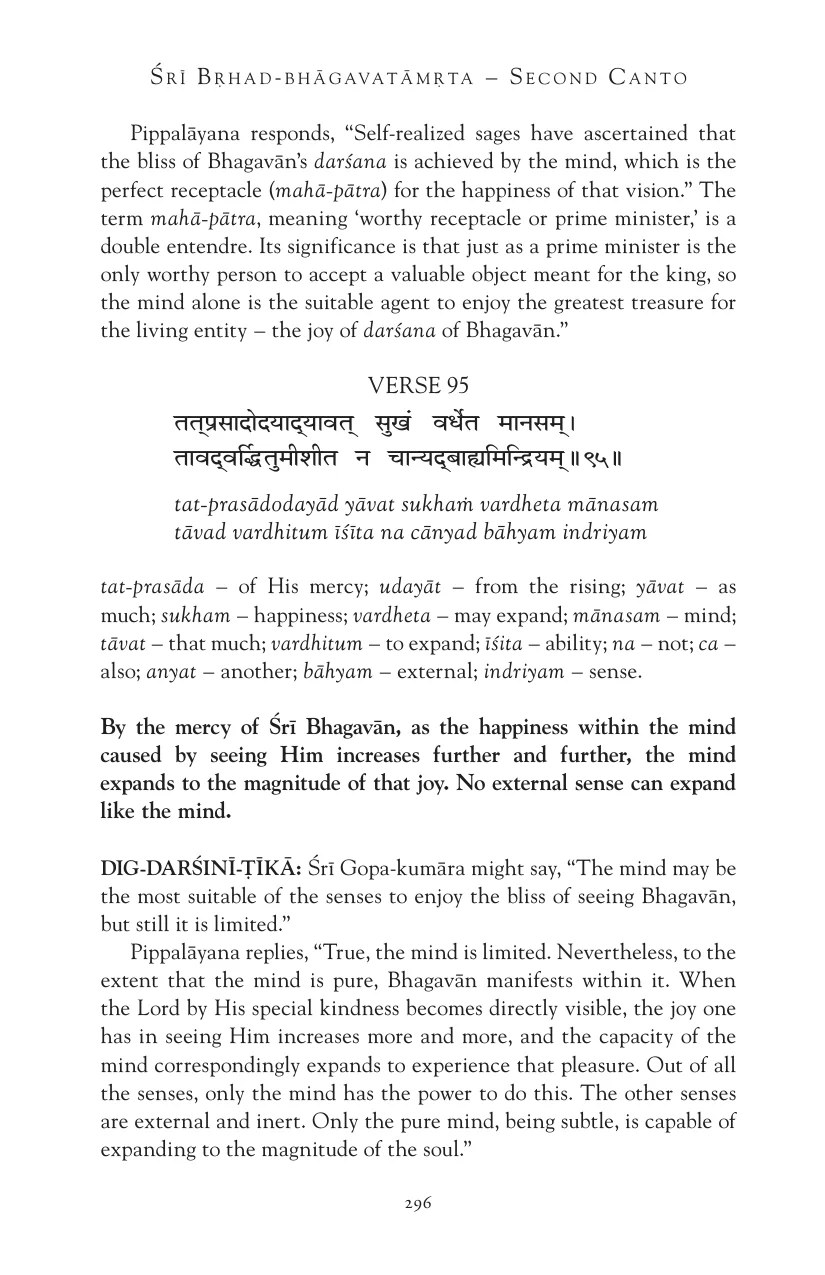 Śrī Bṛhad-bhāgavatāmṛta – Second Canto
Pippalāyana responds, “Self-realized sages have ascertained that
the bliss of Bhagavān’s darśana is achieved by the mind, which is the
perfect receptacle (mahā-pātra) for the happiness of that vision.” The
term mahā-pātra, meaning ‘worthy receptacle or prime minister,’ is a
double entendre. Its significance is that just as a prime minister is the
only worthy person to accept a valuable object meant for the king, so
the mind alone is the suitable agent to enjoy the greatest treasure for
the living entity – the joy of darśana of Bhagavān.”
VERSE 95
तत्प्रसादोदयाद्यावत् सुखं वर्धेत मानसम्।
तावद्वर्द्धितुमीशीत न चान्यद्बाह्यमिन्द्रियम्॥९५॥
tat-prasādodayād yāvat sukhaṁ vardheta mānasam
tāvad vardhitum īśīta na cānyad bāhyam indriyam
tat-prasāda – of His mercy; udayāt – from the rising; yāvat – as
much; sukham – happiness; vardheta – may expand; mānasam – mind;
tāvat – that much; vardhitum – to expand; īśita – ability; na – not; ca –
also; anyat – another; bāhyam – external; indriyam – sense.
By the mercy of Śrī Bhagavān, as the happiness within the mind
caused by seeing Him increases further and further, the mind
expands to the magnitude of that joy. No external sense can expand
like the mind.
DIG-DARŚINĪ-ṬĪKĀ: Śrī Gopa-kumāra might say, “The mind may be
the most suitable of the senses to enjoy the bliss of seeing Bhagavān,
but still it is limited.”
Pippalāyana replies, “True, the mind is limited. Nevertheless, to the
extent that the mind is pure, Bhagavān manifests within it. When
the Lord by His special kindness becomes directly visible, the joy one
has in seeing Him increases more and more, and the capacity of the
mind correspondingly expands to experience that pleasure. Out of all
the senses, only the mind has the power to do this. The other senses
are external and inert. Only the pure mind, being subtle, is capable of
expanding to the magnitude of the soul.”
296